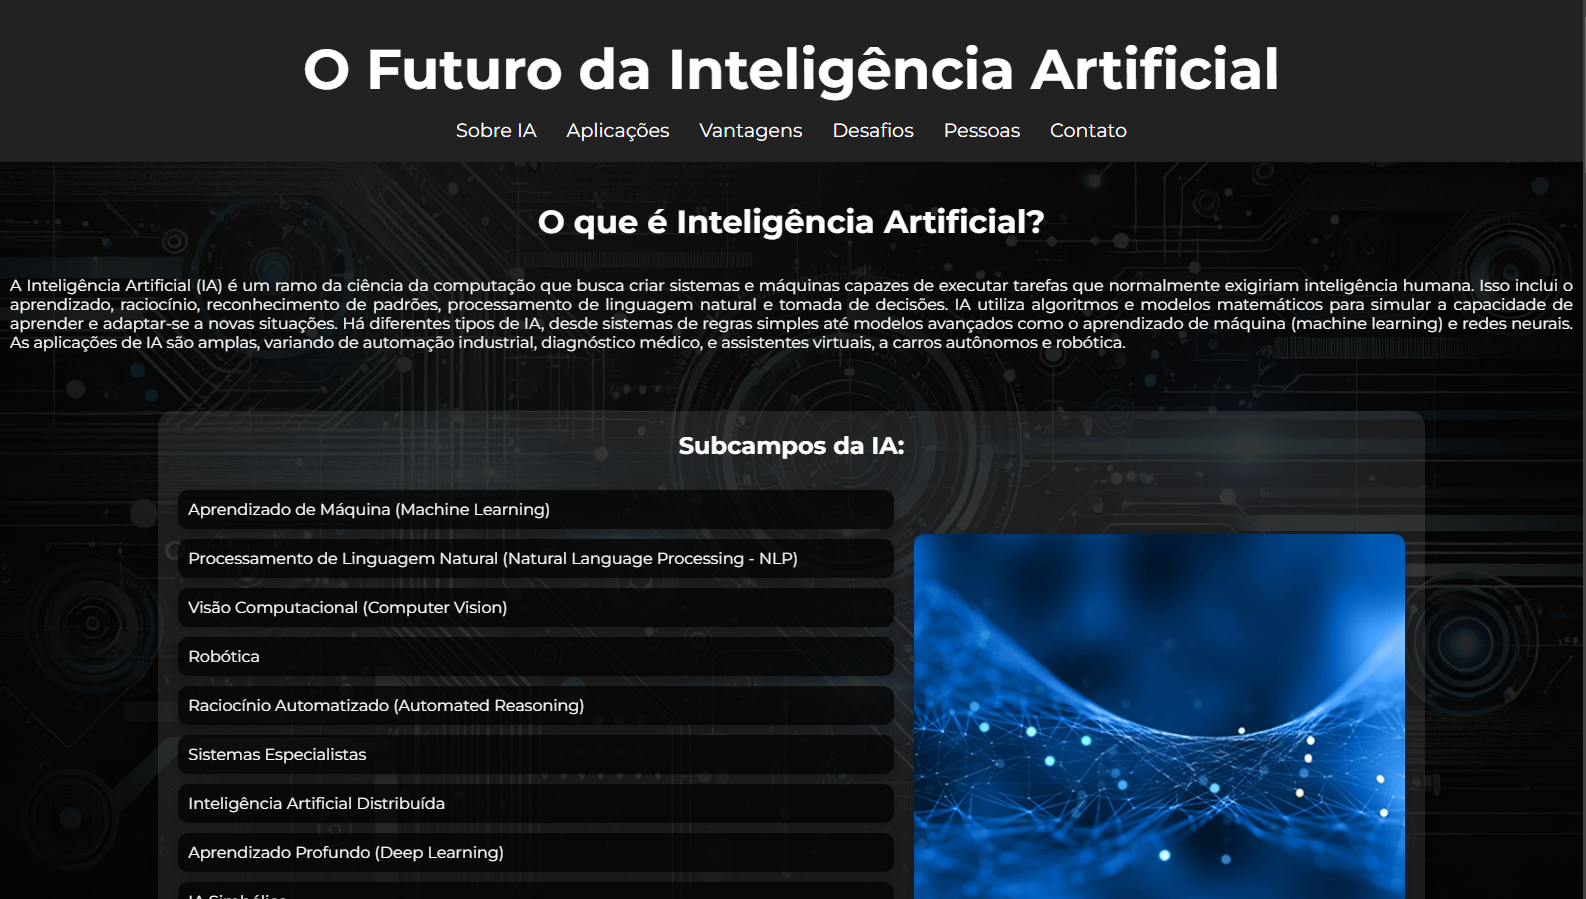 O Futuro da Inteligência Artificial
Sobre IA Aplicações Vantagens Desafios Pessoas Contato
O que é Inteligência Artificial?
A Inteligência Artificial (IA) é um ramo da ciência da computação que busca criar sistemas e máquinas capazes de executar tarefas que normalmente exigiriam inteligência humana. Isso inclui o
aprendizado, raciocínio, reconhecimento de padrões, processamento de linguagem natural e tomada de decisões. IA utiliza algoritmos e modelos matemáticos para simular a capacidade de
aprender e adaptar-se a novas situações. Há diferentes tipos de IA, desde sistemas de regras simples até modelos avançados como o aprendizado de máquina (machine learning) e redes neurais.
As aplicações de IA são amplas, variando de automação industrial, diagnóstico médico, e assistentes virtuais, a carros autônomos e robótica.
Subcampos da IA:
Aprendizado de Máquina (Machine Learning)
Processamento de Linguagem Natural (Natural Language Processing - NLP)
Visão Computacional (Computer Vision)
Robótica
Raciocínio Automatizado (Automated Reasoning)
Sistemas Especialistas
Inteligência Artificial Distribuída
Aprendizado Profundo (Deep Learning)
IA Simbólica